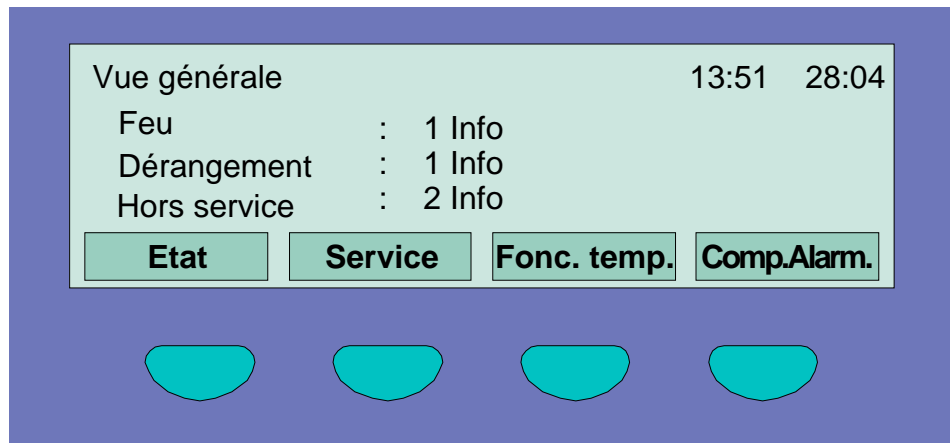 Vue générale 13:51 28:04
Feu : 1 Info
Dérangement : 1 Info
Hors service : 2 Info
Etat Service Fonc. temp. Comp.Alarm.